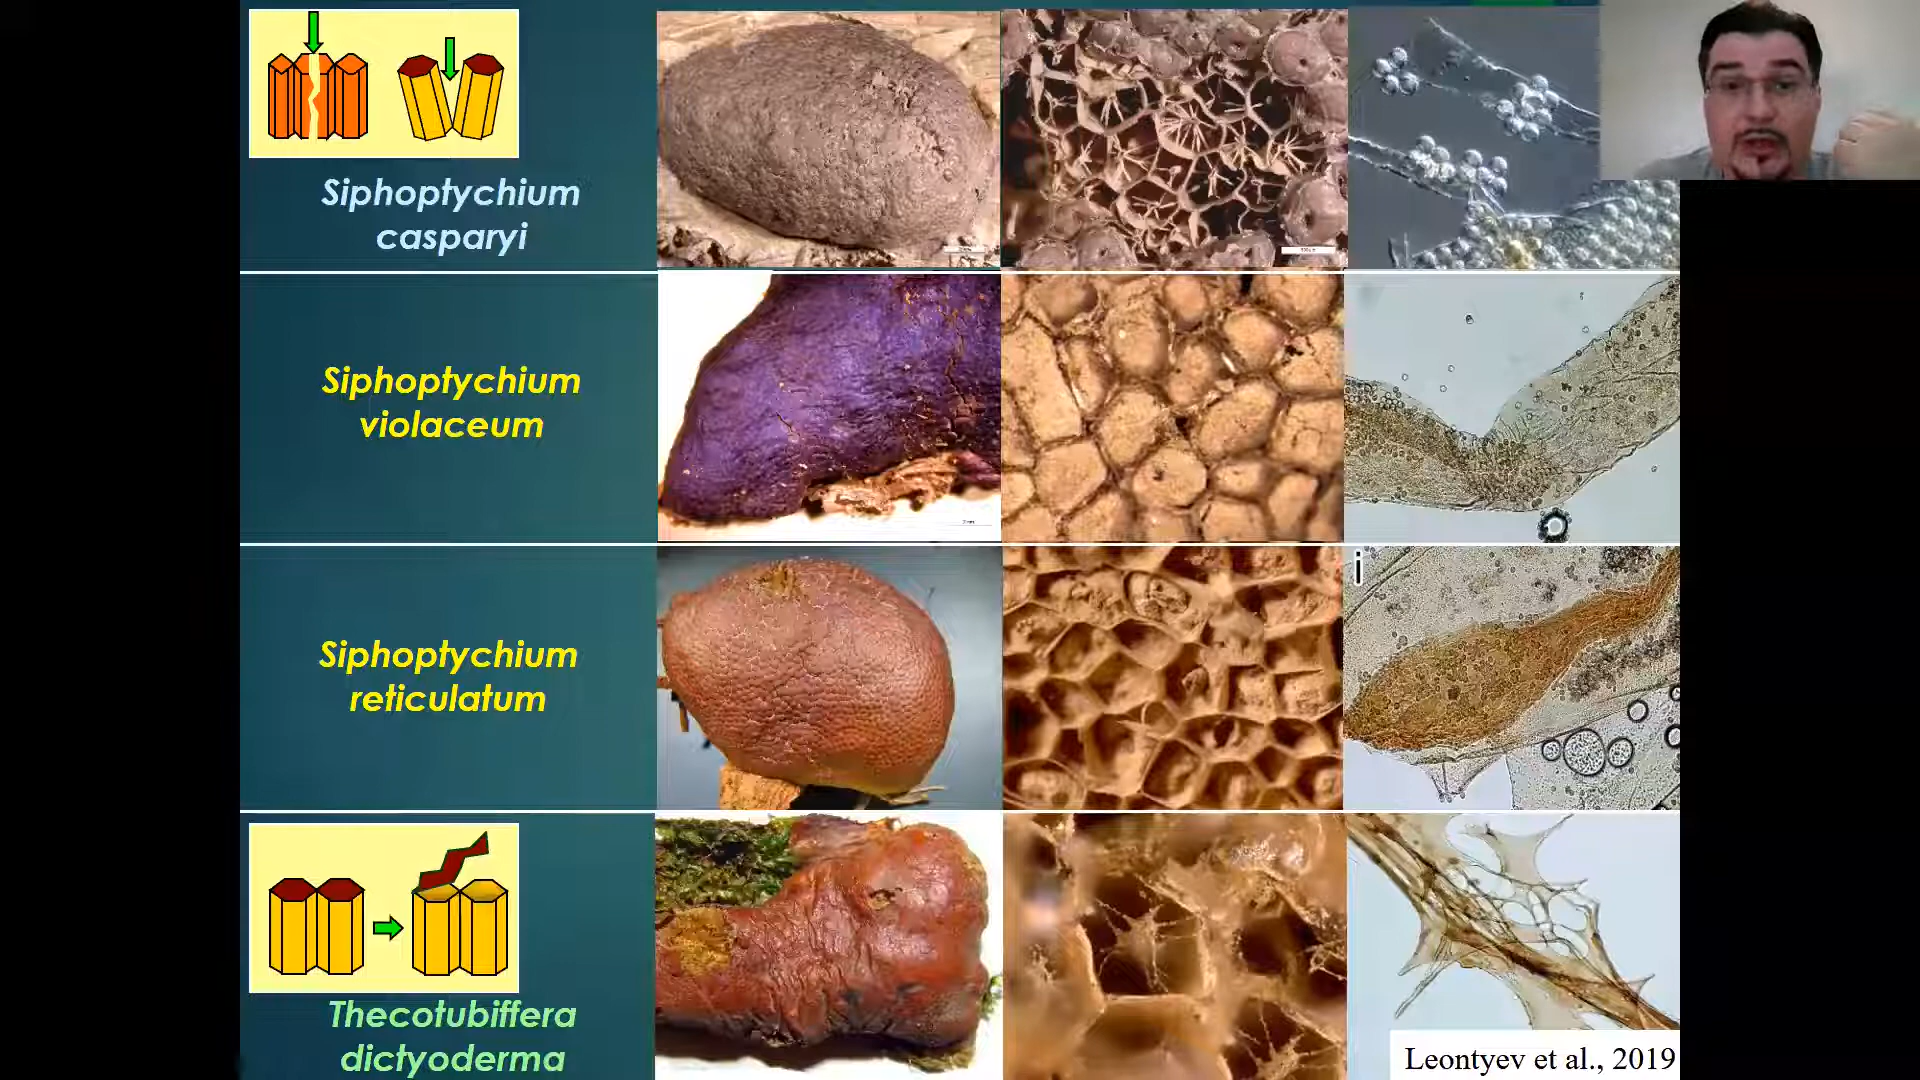 Siphoptychium
casparyi
Siphoptychium
violaceum
Siphoptychium
reticulatum
i
Thecotubiffera
dictyoderma
Leontyev et al., 2019